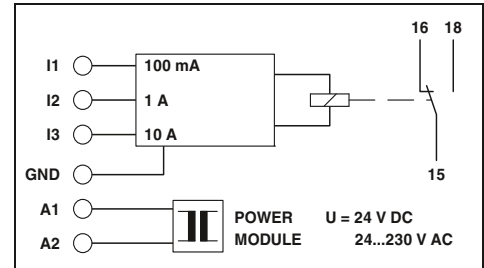 16 18
I1 100 mA
I2 1 A
I3 10 A
GND
15
A1
A2
POWER U = 24 V DC
MODULE 24...230 V AC